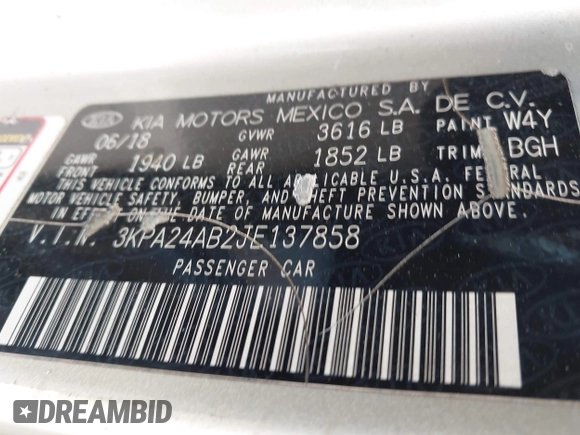 MANUFACTURED BY
KIA KIA MOTORS MEXICO S.A. DE C.V.
06/18 GVWR 3616 LB PAINT W4Y
GAWR FRONT 1940 LB GAWR REAR 1852 LB TRIM BGH
THIS VEHICLE CONFORMS TO ALL APPLICABLE U.S.A. FEDERAL
MOTOR VEHICLE SAFETY, BUMPER, AND THEFT PREVENTION STANDARDS
IN EFFECT ON THE DATE OF MANUFACTURE SHOWN ABOVE.
V.I.N. 3KPA24AB2JE137858
PASSENGER CAR
DREAMBID